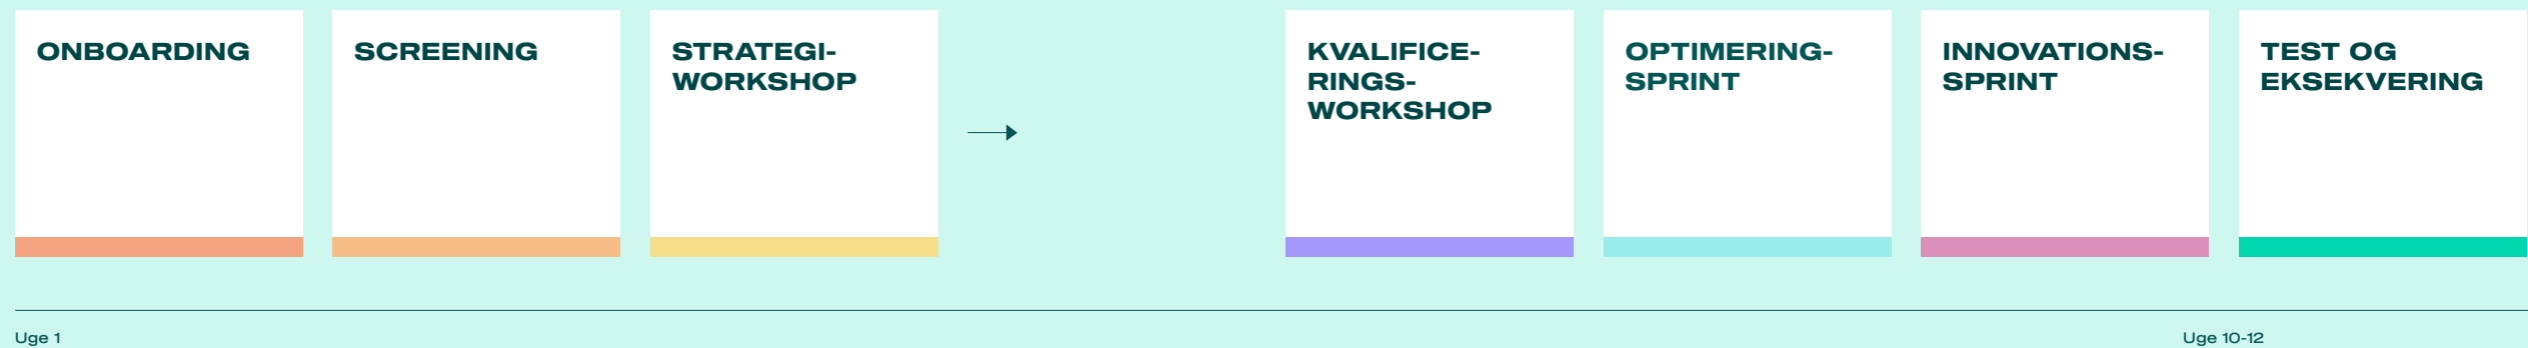 ONBOARDING
SCREENING
STRATEGI-
WORKSHOP
KVALIFICE-
RINGS-
WORKSHOP
OPTIMERING-
SPRINT
INNOVATIONS-
SPRINT
TEST OG
EKSEKVERING
Uge 1
Uge 10-12